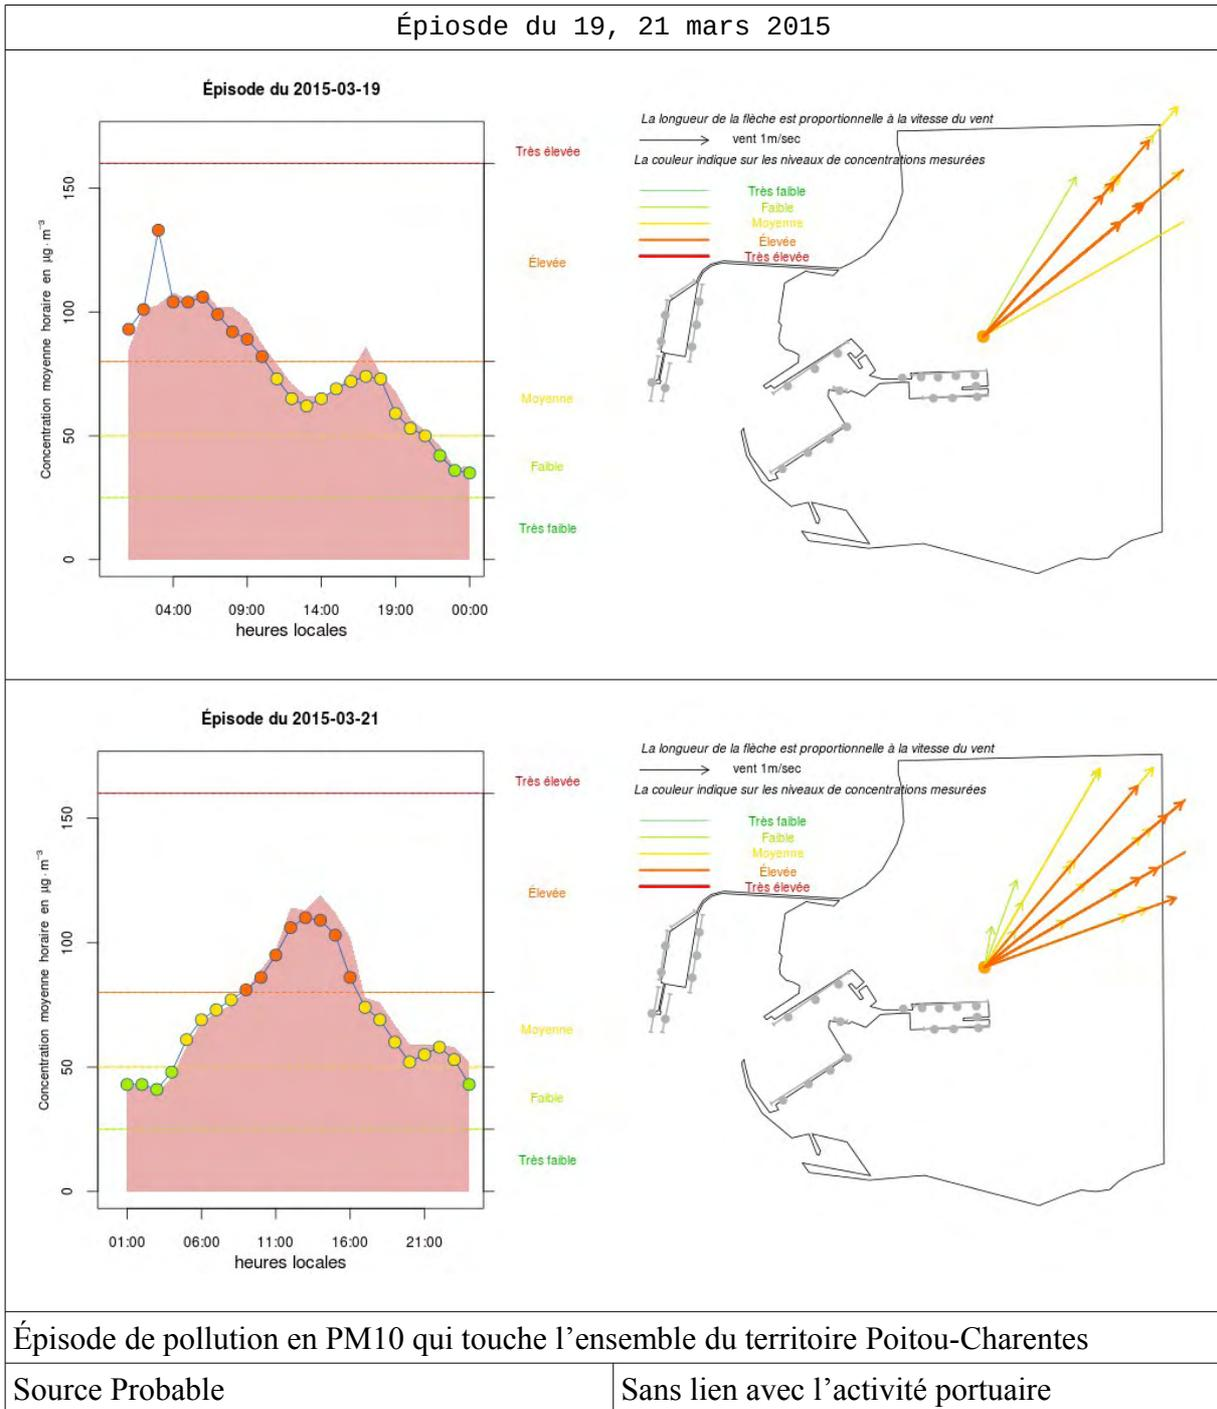 Épiosde du 19, 21 mars 2015
Épisode du 2015-03-19
Concentration moyenne horaire en µg·m⁻³
150
100
50
0
04:00 09:00 14:00 19:00 00:00
heures locales
Très élevée
Élevée
Moyenne
Faible
Très faible
La longueur de la flèche est proportionnelle à la vitesse du vent
vent 1m/sec
La couleur indique sur les niveaux de concentrations mesurées
Très faible
Faible
Moyenne
Élevée
Très élevée
Épisode du 2015-03-21
Concentration moyenne horaire en µg·m⁻³
150
100
50
0
01:00 06:00 11:00 16:00 21:00
heures locales
Très élevée
Élevée
Moyenne
Faible
Très faible
La longueur de la flèche est proportionnelle à la vitesse du vent
vent 1m/sec
La couleur indique sur les niveaux de concentrations mesurées
Très faible
Faible
Moyenne
Élevée
Très élevée
Épisode de pollution en PM10 qui touche l’ensemble du territoire Poitou-Charentes
Source Probable
Sans lien avec l’activité portuaire